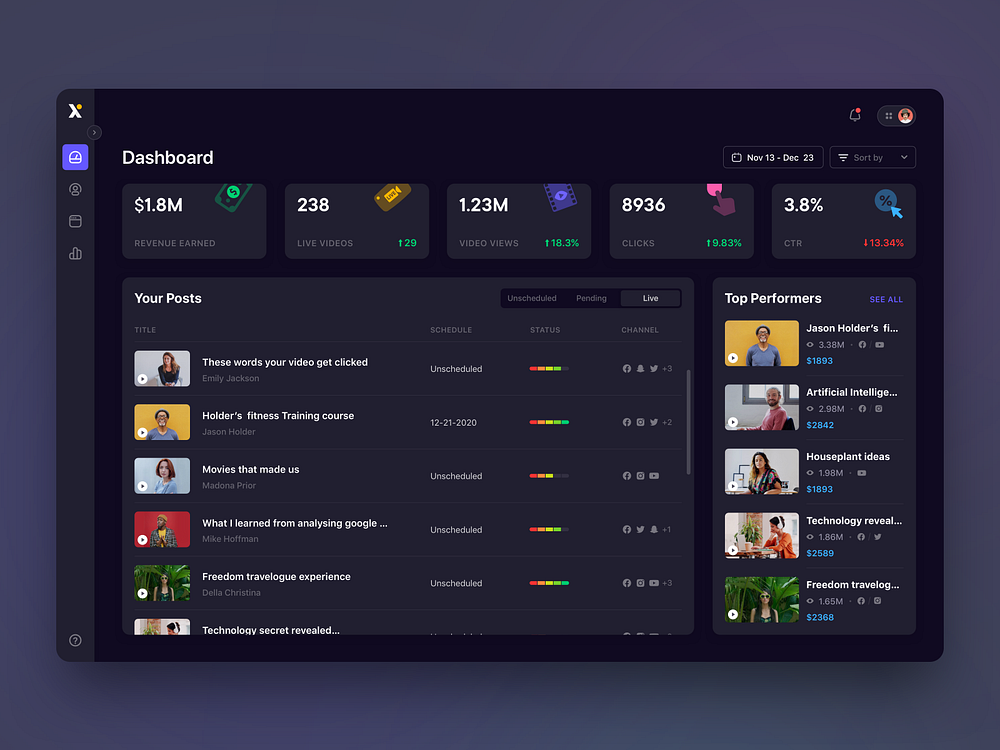 X
Dashboard
Nov 13 - Dec 23
Sort by
$1.8M
REVENUE EARNED
238
LIVE VIDEOS
↑29
1.23M
VIDEO VIEWS
↑18.3%
8936
CLICKS
↑9.83%
3.8%
CTR
↓13.34%
Your Posts
Unscheduled Pending Live
TITLE SCHEDULE STATUS CHANNEL
These words your video get clicked
Emily Jackson
Unscheduled
+3
Holder's fitness Training course
Jason Holder
12-21-2020
+2
Movies that made us
Madona Prior
Unscheduled
What I learned from analysing google ...
Mike Hoffman
Unscheduled
+1
Freedom travelogue experience
Della Christina
Unscheduled
+3
Technology secret revealed...
Top Performers
SEE ALL
Jason Holder's fi...
3.38M
$1893
Artificial Intellige...
2.98M
$2842
Houseplant ideas
1.98M
$1893
Technology reveal...
1.86M
$2589
Freedom travelog...
1.65M
$2368